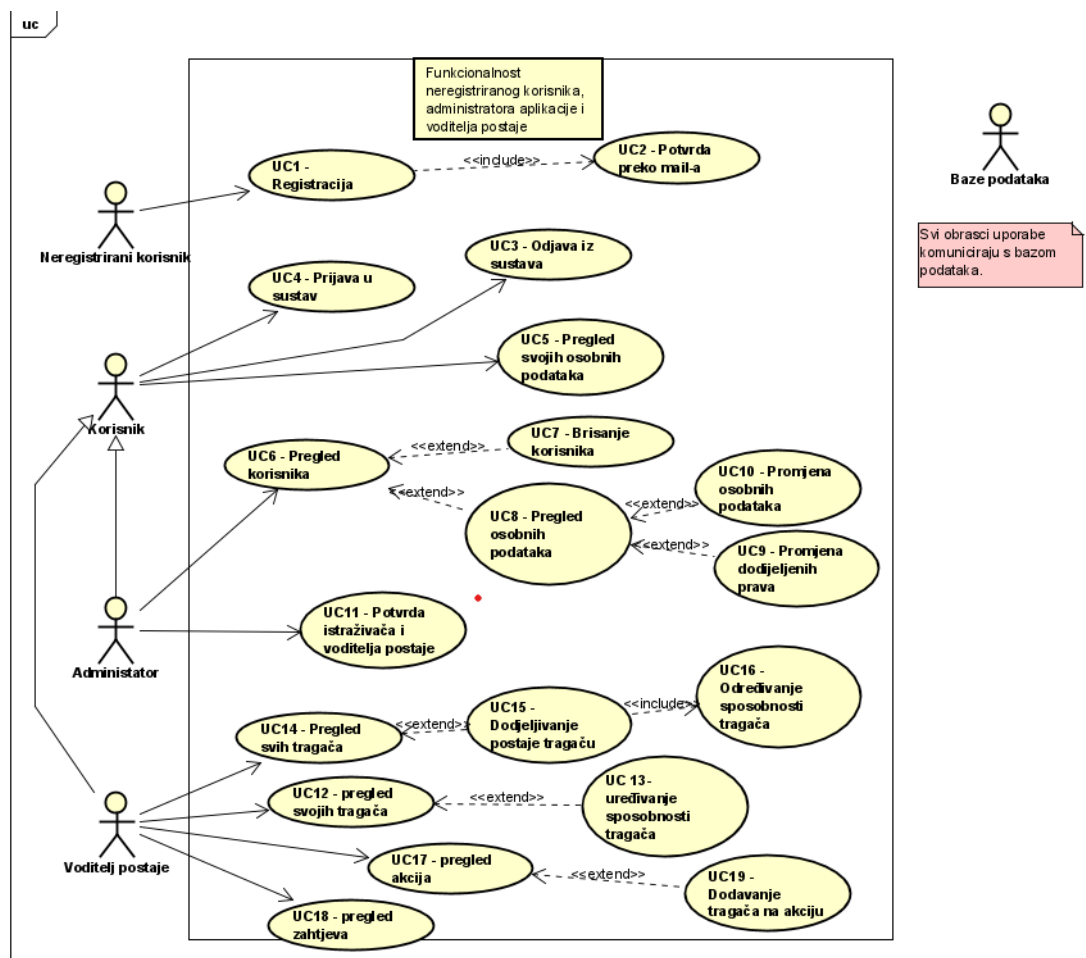 uc
Funkcionalnost
neregistriranog korisnika,
administratora aplikacije i
voditelja postaje
UC1 -
Registracija
<<include>>
UC2 - Potvrda
preko mail-a
Baze podataka
Neregistrirani korisnik
Svi obrasci uporabe
komuniciraju s bazom
podataka.
UC3 - Odjava iz
sustava
UC4 - Prijava u
sustav
UC5 - Pregled
svojih osobnih
podataka
Korisnik
UC6 - Pregled
korisnika
<<extend>>
UC7 - Brisanje
korisnika
<<extend>>
UC8 - Pregled
osobnih
podataka
<<extend>>
UC10 - Promjena
osobnih
podataka
<<extend>>
UC9 - Promjena
dodijeljenih
prava
UC11 - Potvrda
istraživača i
voditelja postaje
Administator
UC14 - Pregled
svih tragača
<<extend>>
UC15 -
Dodjeljivanje
postaje tragaču
<<include>>
UC16 -
Određivanje
sposobnosti
tragača
UC12 - pregled
svojih tragača
<<extend>>
UC 13-
uređivanje
sposobnosti
tragača
Voditelj postaje
UC17 - pregled
akcija
<<extend>>
UC19 -
Dodavanje
tragača na akciju
UC18 - pregled
zahtjeva